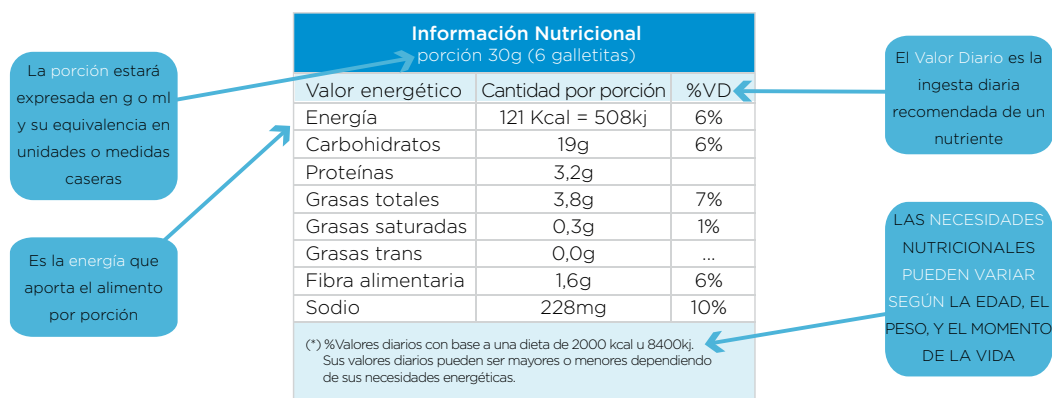 Información Nutricional
porción 30g (6 galletitas)
La porción estará
expresada en g o ml
y su equivalencia en
unidades o medidas
caseras
Es la energía que
aporta el alimento
por porción
Valor energético Cantidad por porción %VD
Energía 121 Kcal = 508kj 6%
Carbohidratos 19g 6%
Proteínas 3,2g
Grasas totales 3,8g 7%
Grasas saturadas 0,3g 1%
Grasas trans 0,0g ...
Fibra alimentaria 1,6g 6%
Sodio 228mg 10%
(*) %Valores diarios con base a una dieta de 2000 kcal u 8400kj.
Sus valores diarios pueden ser mayores o menores dependiendo
de sus necesidades energéticas.
El Valor Diario es la
ingesta diaria
recomendada de un
nutriente
LAS NECESIDADES
NUTRICIONALES
PUEDEN VARIAR
SEGÚN LA EDAD, EL
PESO, Y EL MOMENTO
DE LA VIDA